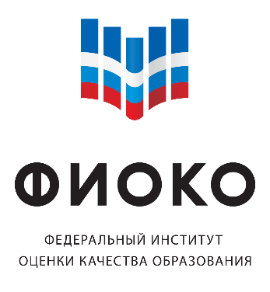 ФИОКО
ФЕДЕРАЛЬНЫЙ ИНСТИТУТ
ОЦЕНКИ КАЧЕСТВА ОБРАЗОВАНИЯ